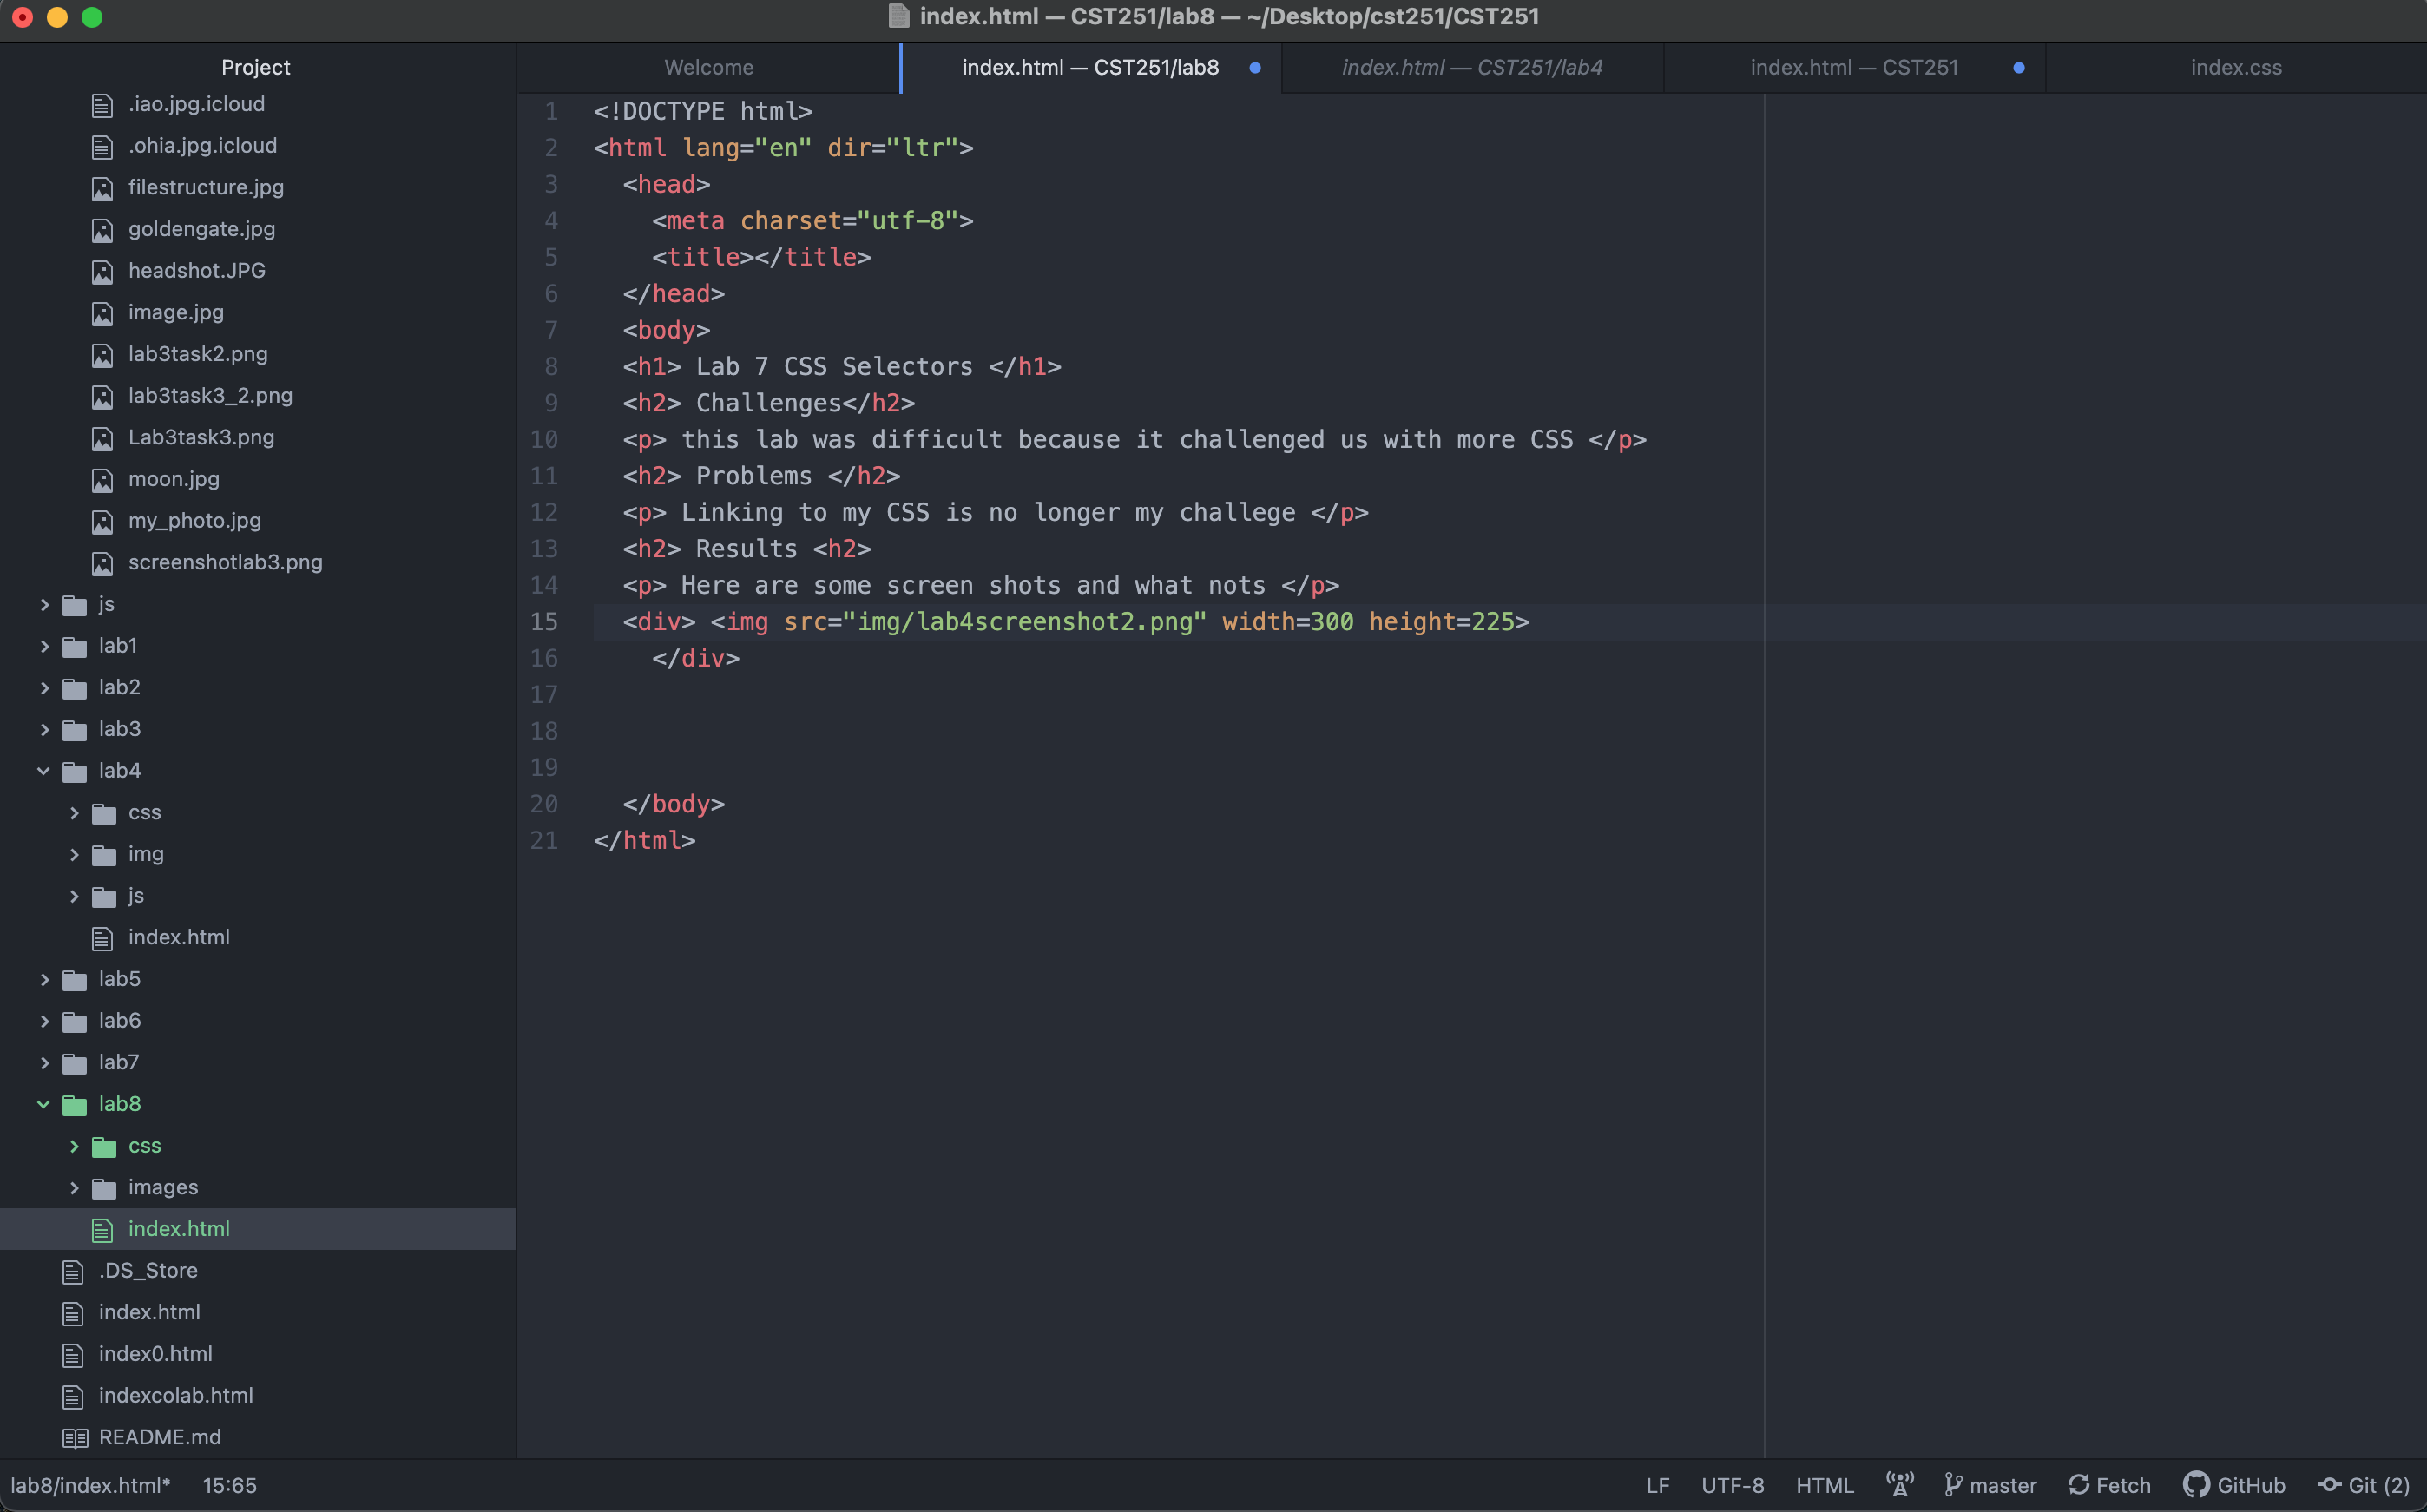 index.html — CST251/lab8 — ~/Desktop/cst251/CST251
Project
.iao.jpg.icloud
.ohia.jpg.icloud
filestructure.jpg
goldengate.jpg
headshot.JPG
image.jpg
lab3task2.png
lab3task3_2.png
Lab3task3.png
moon.jpg
my_photo.jpg
screenshotlab3.png
js
lab1
lab2
lab3
lab4
css
img
js
index.html
lab5
lab6
lab7
lab8
css
images
index.html
.DS_Store
index.html
index0.html
indexcolab.html
README.md
Welcome
index.html — CST251/lab8
index.html — CST251/lab4
index.html — CST251
index.css
1 <!DOCTYPE html>
2 <html lang="en" dir="ltr">
3 <head>
4 <meta charset="utf-8">
5 <title></title>
6 </head>
7 <body>
8 <h1> Lab 7 CSS Selectors </h1>
9 <h2> Challenges</h2>
10 <p> this lab was difficult because it challenged us with more CSS </p>
11 <h2> Problems </h2>
12 <p> Linking to my CSS is no longer my challege </p>
13 <h2> Results <h2>
14 <p> Here are some screen shots and what nots </p>
15 <div> <img src="img/lab4screenshot2.png" width=300 height=225>
16 </div>
17
18
19
20 </body>
21 </html>
lab8/index.html* 15:65 LF UTF-8 HTML master Fetch GitHub Git (2)